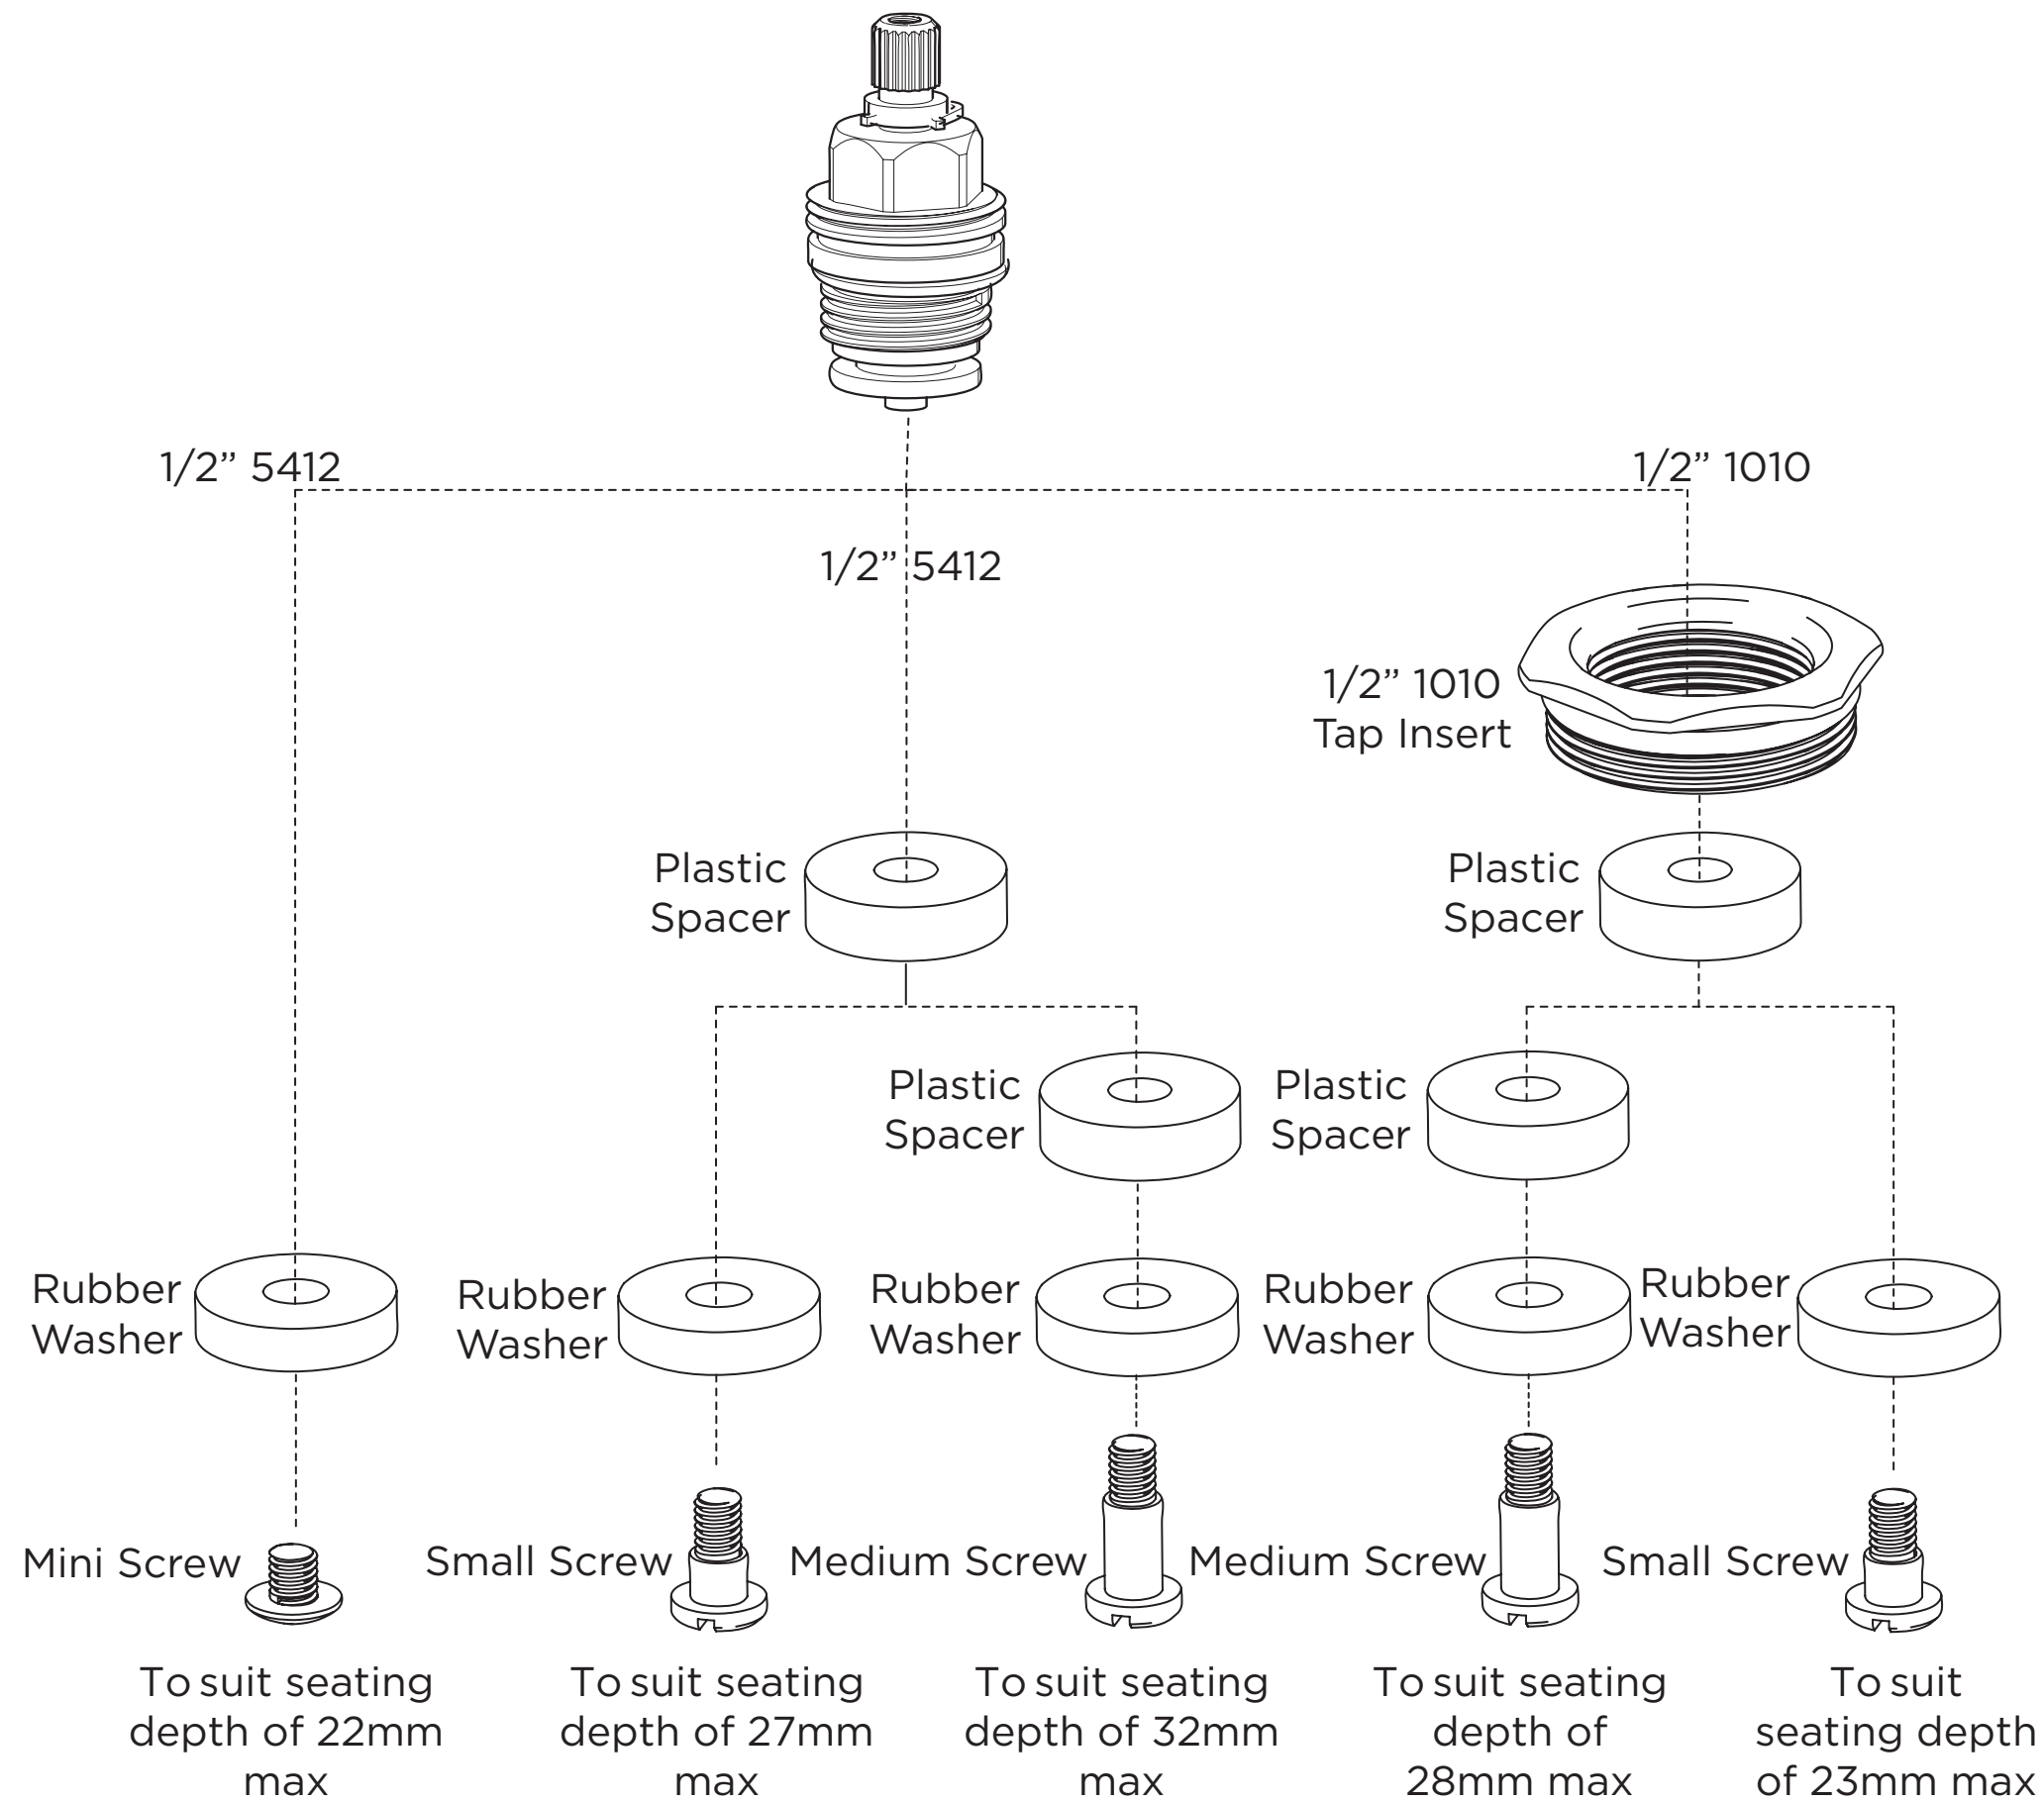 1/2” 5412
1/2” 1010
1/2” 5412
1/2” 1010
Tap Insert
Plastic
Spacer
Plastic
Spacer
Plastic
Spacer
Plastic
Spacer
Rubber
Washer
Rubber
Washer
Rubber
Washer
Rubber
Washer
Rubber
Washer
Mini Screw
Small Screw
Medium Screw
Medium Screw
Small Screw
To suit seating
depth of 22mm
max
To suit seating
depth of 27mm
max
To suit seating
depth of 32mm
max
To suit seating
depth of
28mm max
To suit
seating depth
of 23mm max